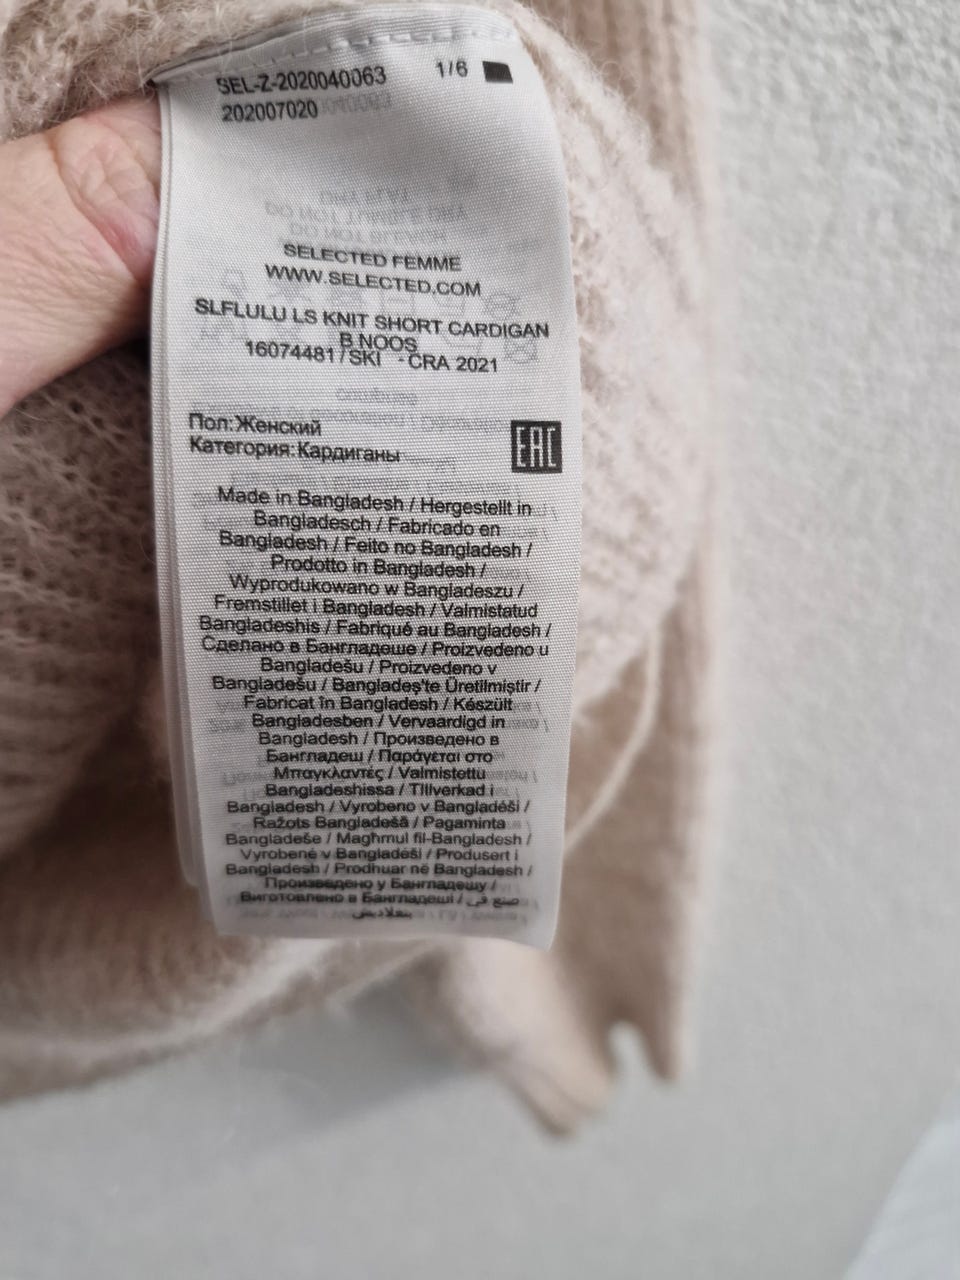 SEL-Z-2020040063 1/6
202007020
SELECTED FEMME
WWW.SELECTED.COM
SLFLULU LS KNIT SHORT CARDIGAN
B NOOS
16074481 / SKI - CRA 2021
Пол: Женский
Категория: Кардиганы
EAC
Made in Bangladesh / Hergestellt in
Bangladesch / Fabricado en
Bangladesh / Feito no Bangladesh /
Prodotto in Bangladesh /
Wyprodukowano w Bangladeszu /
Fremstillet i Bangladesh / Valmistatud
Bangladeshis / Fabriqué au Bangladesh /
Сделано в Бангладеше / Proizvedeno u
Bangladešu / Proizvedeno v
Bangladešu / Bangladeş'te Üretilmiştir /
Fabricat în Bangladesh / Készült
Bangladesben / Vervaardigd in
Bangladesh / Произведено в
Бангладеш / Παράγεται στο
Μπαγκλαντές / Valmistettu
Bangladeshissa / Tillverkad i
Bangladesh / Vyrobeno v Bangladéši /
Ražots Bangladešā / Pagaminta
Bangladeše / Magħmul fil-Bangladesh /
Vyrobené v Bangladéši / Produsert i
Bangladesh / Prodhuar në Bangladesh /
Произведено у Бангладешу /
Виготовлено в Бангладеші / صنع في
بنغلاديش